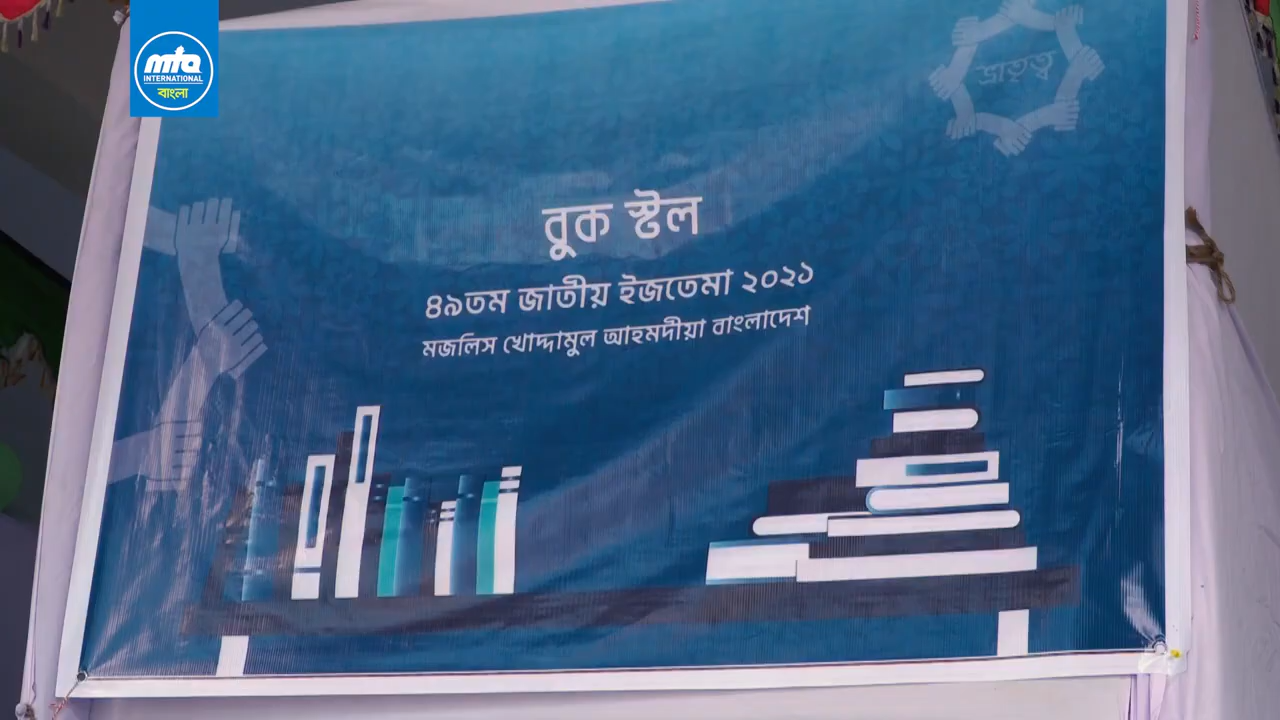 mta
INTERNATIONAL
বাংলা
ভ্রাতৃত্ব
বুক স্টল
৪৯তম জাতীয় ইজতেমা ২০২১
মজলিস খোদ্দামুল আহমদীয়া বাংলাদেশ